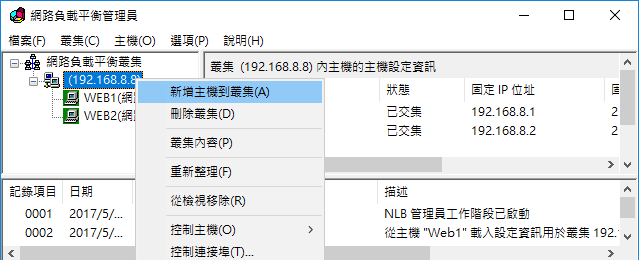 網路負載平衡管理員
檔案(F) 叢集(C) 主機(O) 選項(P) 說明(H)
網路負載平衡叢集
(192.168.8.8)
WEB1(網
WEB2(網
叢集 (192.168.8.8) 內主機的主機設定資訊
狀態 固定 IP 位址
已交集 192.168.8.1 2
已交集 192.168.8.2 2
新增主機到叢集(A)
刪除叢集(D)
叢集內容(P)
重新整理(F)
從檢視移除(R)
控制主機(O)
控制連接埠(T)...
記錄項目 日期 描述
0001 2017/5/... NLB 管理員工作階段已啟動
0002 2017/5/... 從主機 "Web1" 載入設定資訊用於叢集 192.